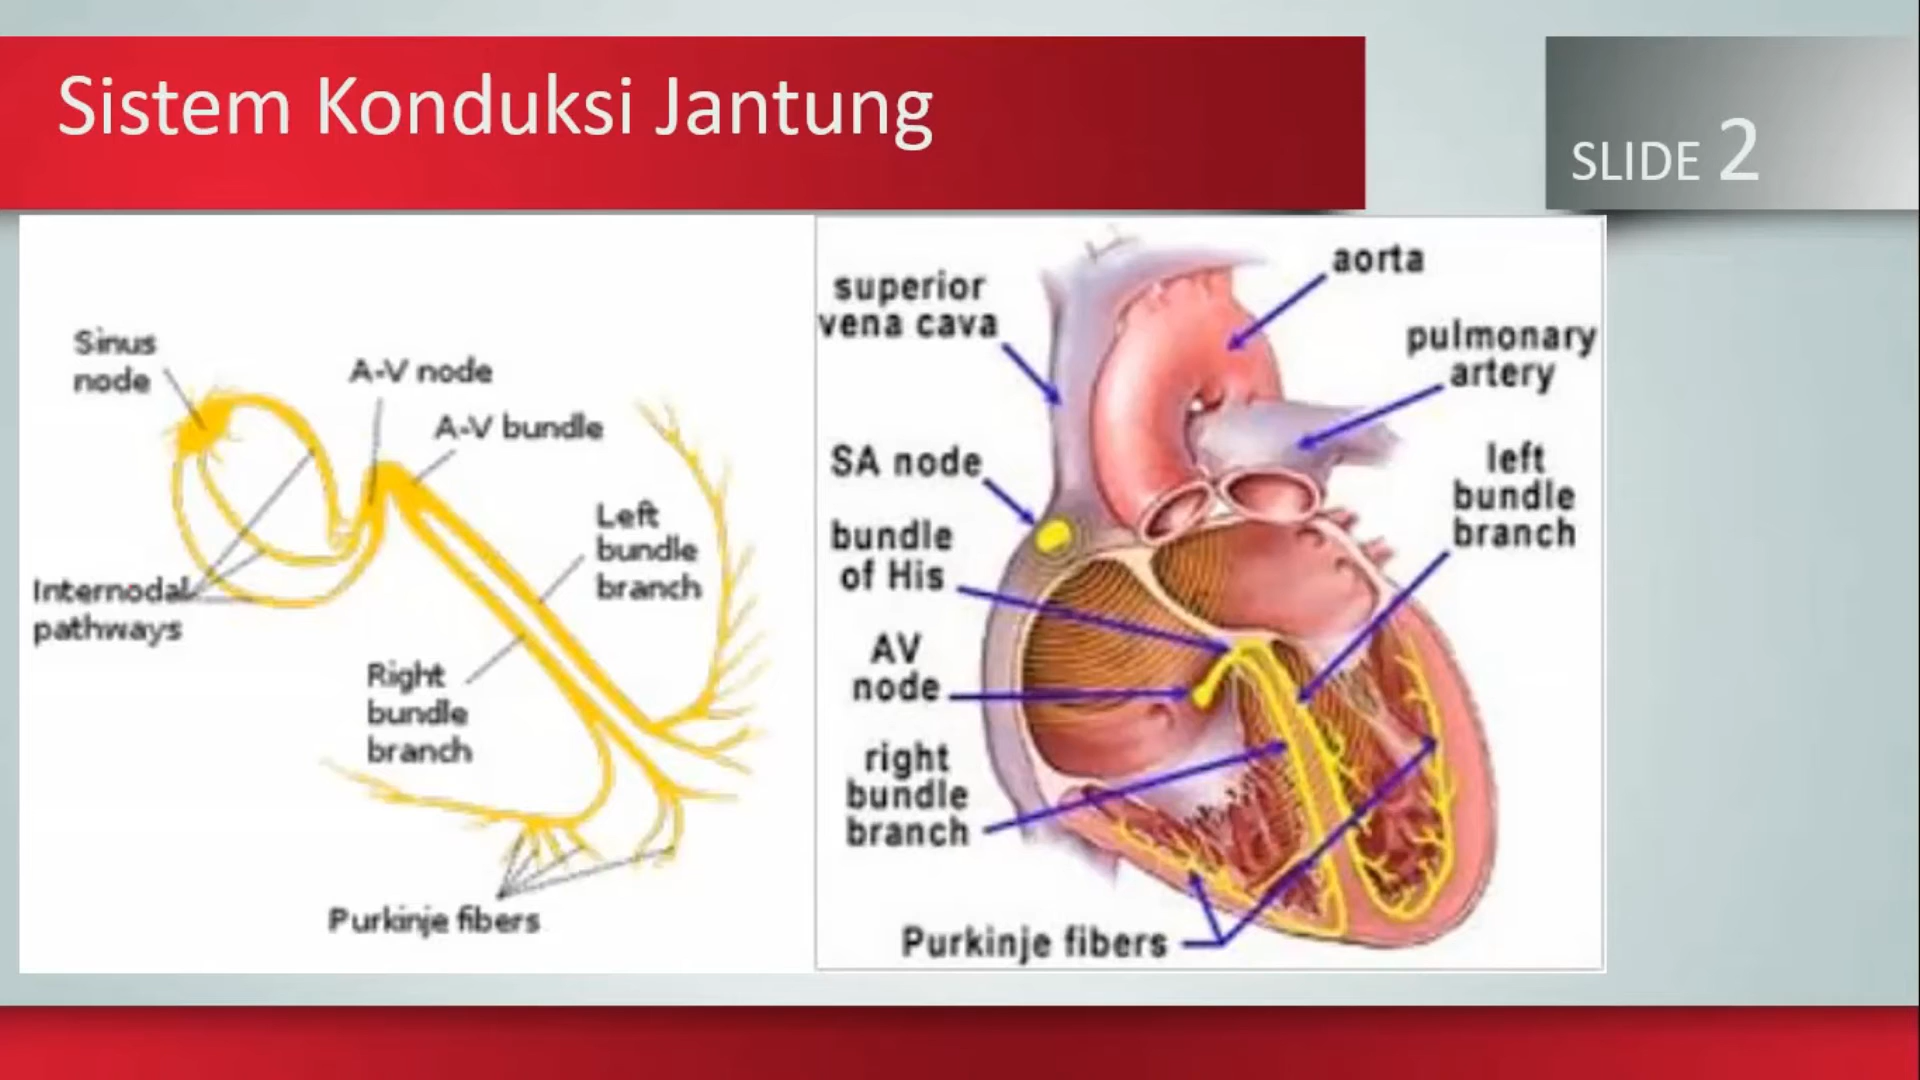 Sistem Konduksi Jantung
SLIDE 2
Sinus
node
A-V node
A-V bundle
Left
bundle
branch
Internodal
pathways
Right
bundle
branch
Purkinje fibers
aorta
superior
vena cava
pulmonary
artery
SA node
left
bundle
branch
bundle
of His
AV
node
right
bundle
branch
Purkinje fibers